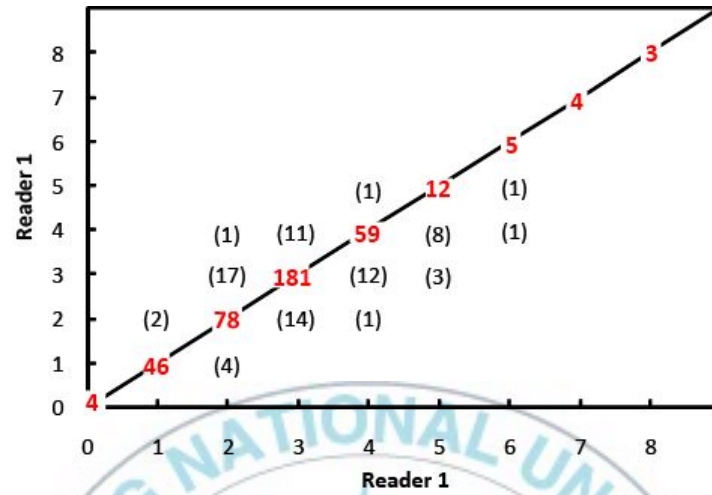 8 3
7 4
6 5
5 (1) 12 (1)
4 (1) (11) 59 (8) (1)
3 (17) 181 (12) (3)
2 (2) 78 (14) (1)
1 46 (4)
0 4
0 1 2 3 4 5 6 7 8
Reader 1
Reader 1
NATIONAL UN